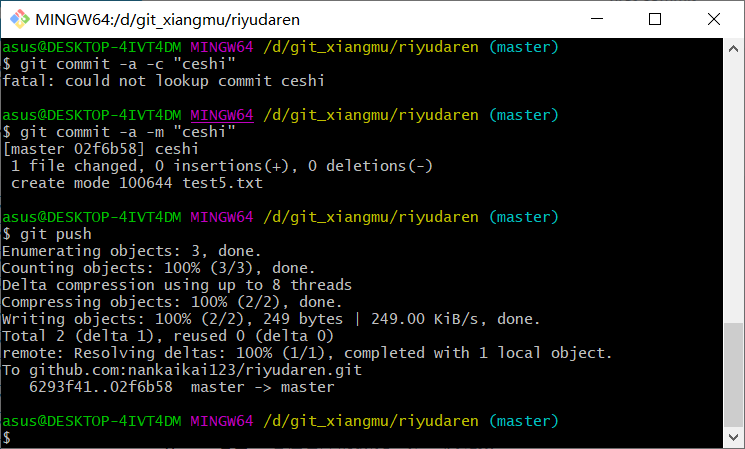 MINGW64:/d/git_xiangmu/riyudaren
asus@DESKTOP-4IVT4DM MINGW64 /d/git_xiangmu/riyudaren (master)
$ git commit -a -c "ceshi"
fatal: could not lookup commit ceshi
asus@DESKTOP-4IVT4DM MINGW64 /d/git_xiangmu/riyudaren (master)
$ git commit -a -m "ceshi"
[master 02f6b58] ceshi
 1 file changed, 0 insertions(+), 0 deletions(-)
 create mode 100644 test5.txt
asus@DESKTOP-4IVT4DM MINGW64 /d/git_xiangmu/riyudaren (master)
$ git push
Enumerating objects: 3, done.
Counting objects: 100% (3/3), done.
Delta compression using up to 8 threads
Compressing objects: 100% (2/2), done.
Writing objects: 100% (2/2), 249 bytes | 249.00 KiB/s, done.
Total 2 (delta 1), reused 0 (delta 0)
remote: Resolving deltas: 100% (1/1), completed with 1 local object.
To github.com:nankaikai123/riyudaren.git
   6293f41..02f6b58  master -> master
asus@DESKTOP-4IVT4DM MINGW64 /d/git_xiangmu/riyudaren (master)
$